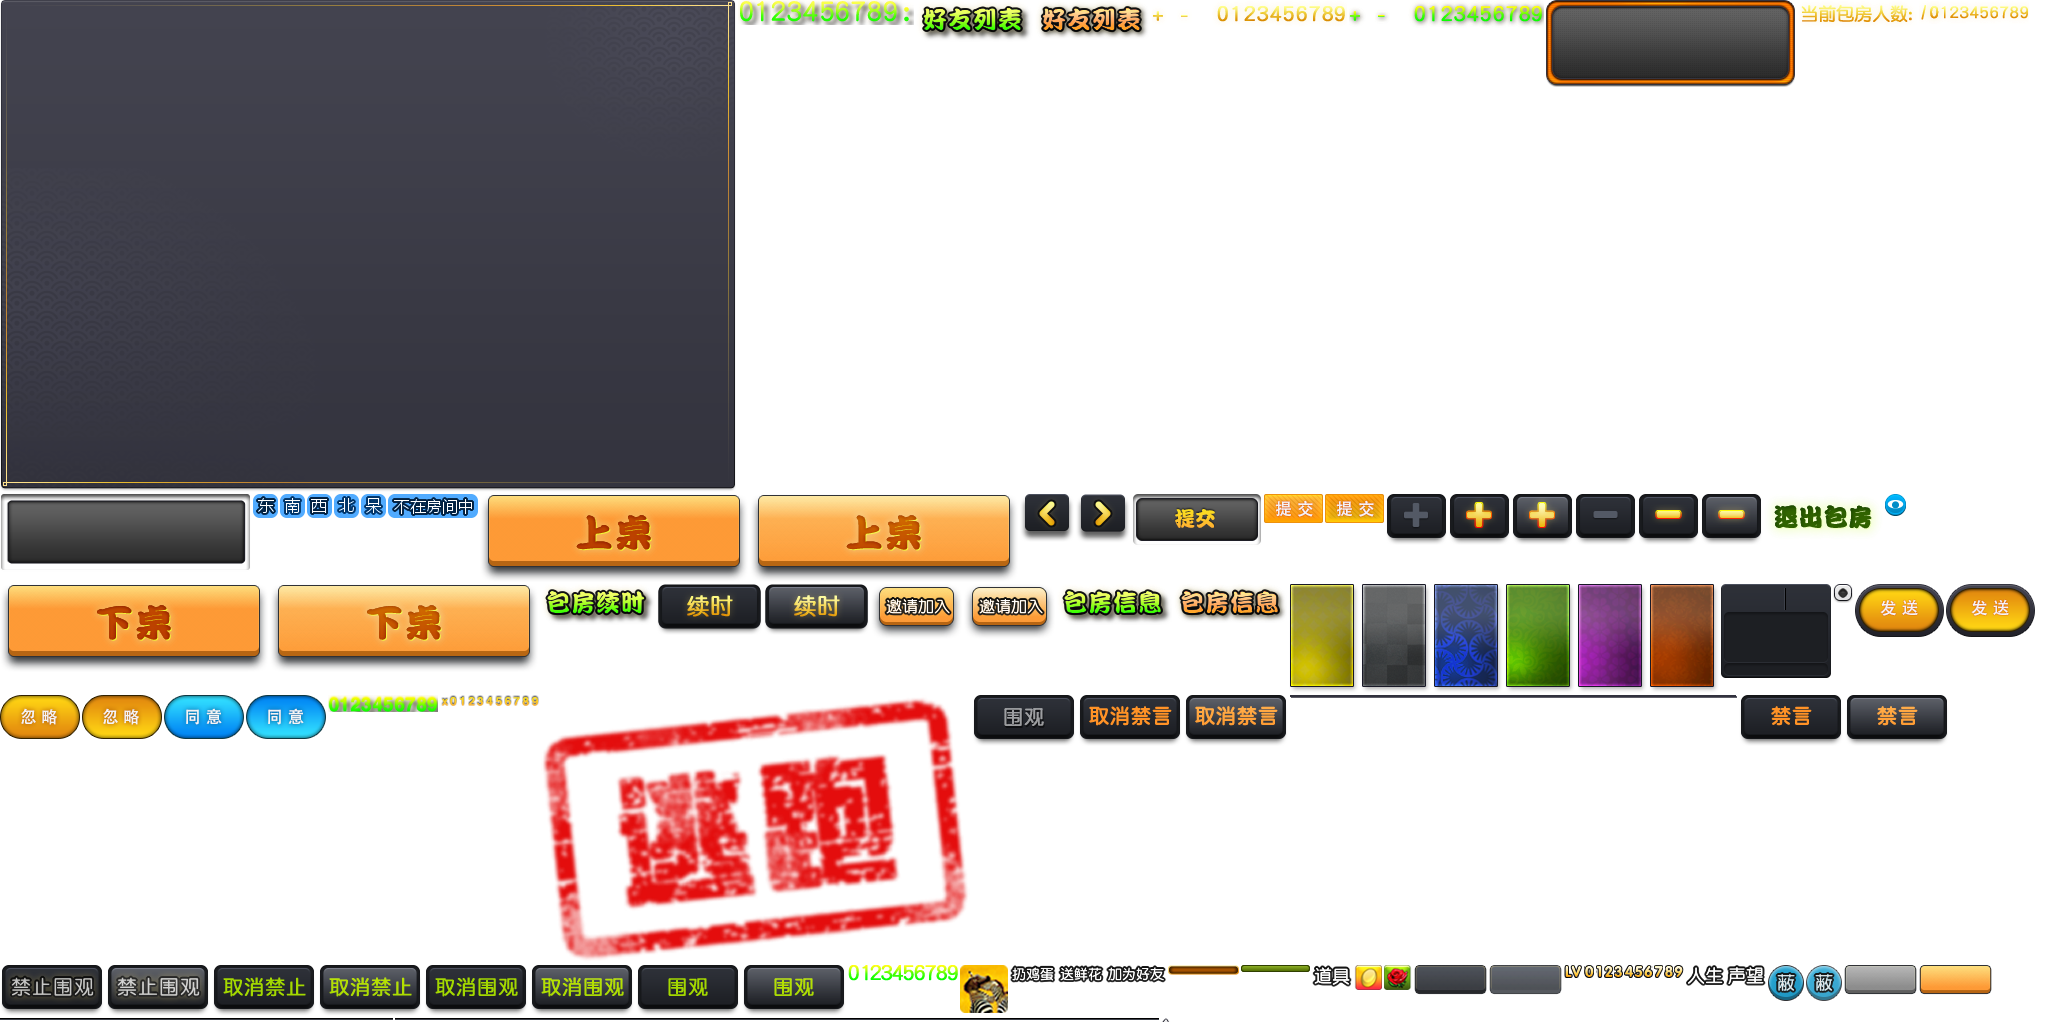 0123456789:
好友列表
好友列表
+ - 0123456789
+ - 0123456789
当前包房人数: /0123456789
东 南 西 北 呆 不在房间中
上桌
上桌
提交
提交
提交
退出包房
下桌
下桌
包房续时
续时
续时
邀请加入
邀请加入
包房信息
包房信息
发送
发送
忽略
忽略
同意
同意
0123456789
x0123456789
逃跑
围观
取消禁言
取消禁言
禁言
禁言
禁止围观
禁止围观
取消禁止
取消禁止
取消围观
取消围观
围观
围观
0123456789
扔鸡蛋 送鲜花 加为好友
道具
LV0123456789
人生 声望
蔽
蔽